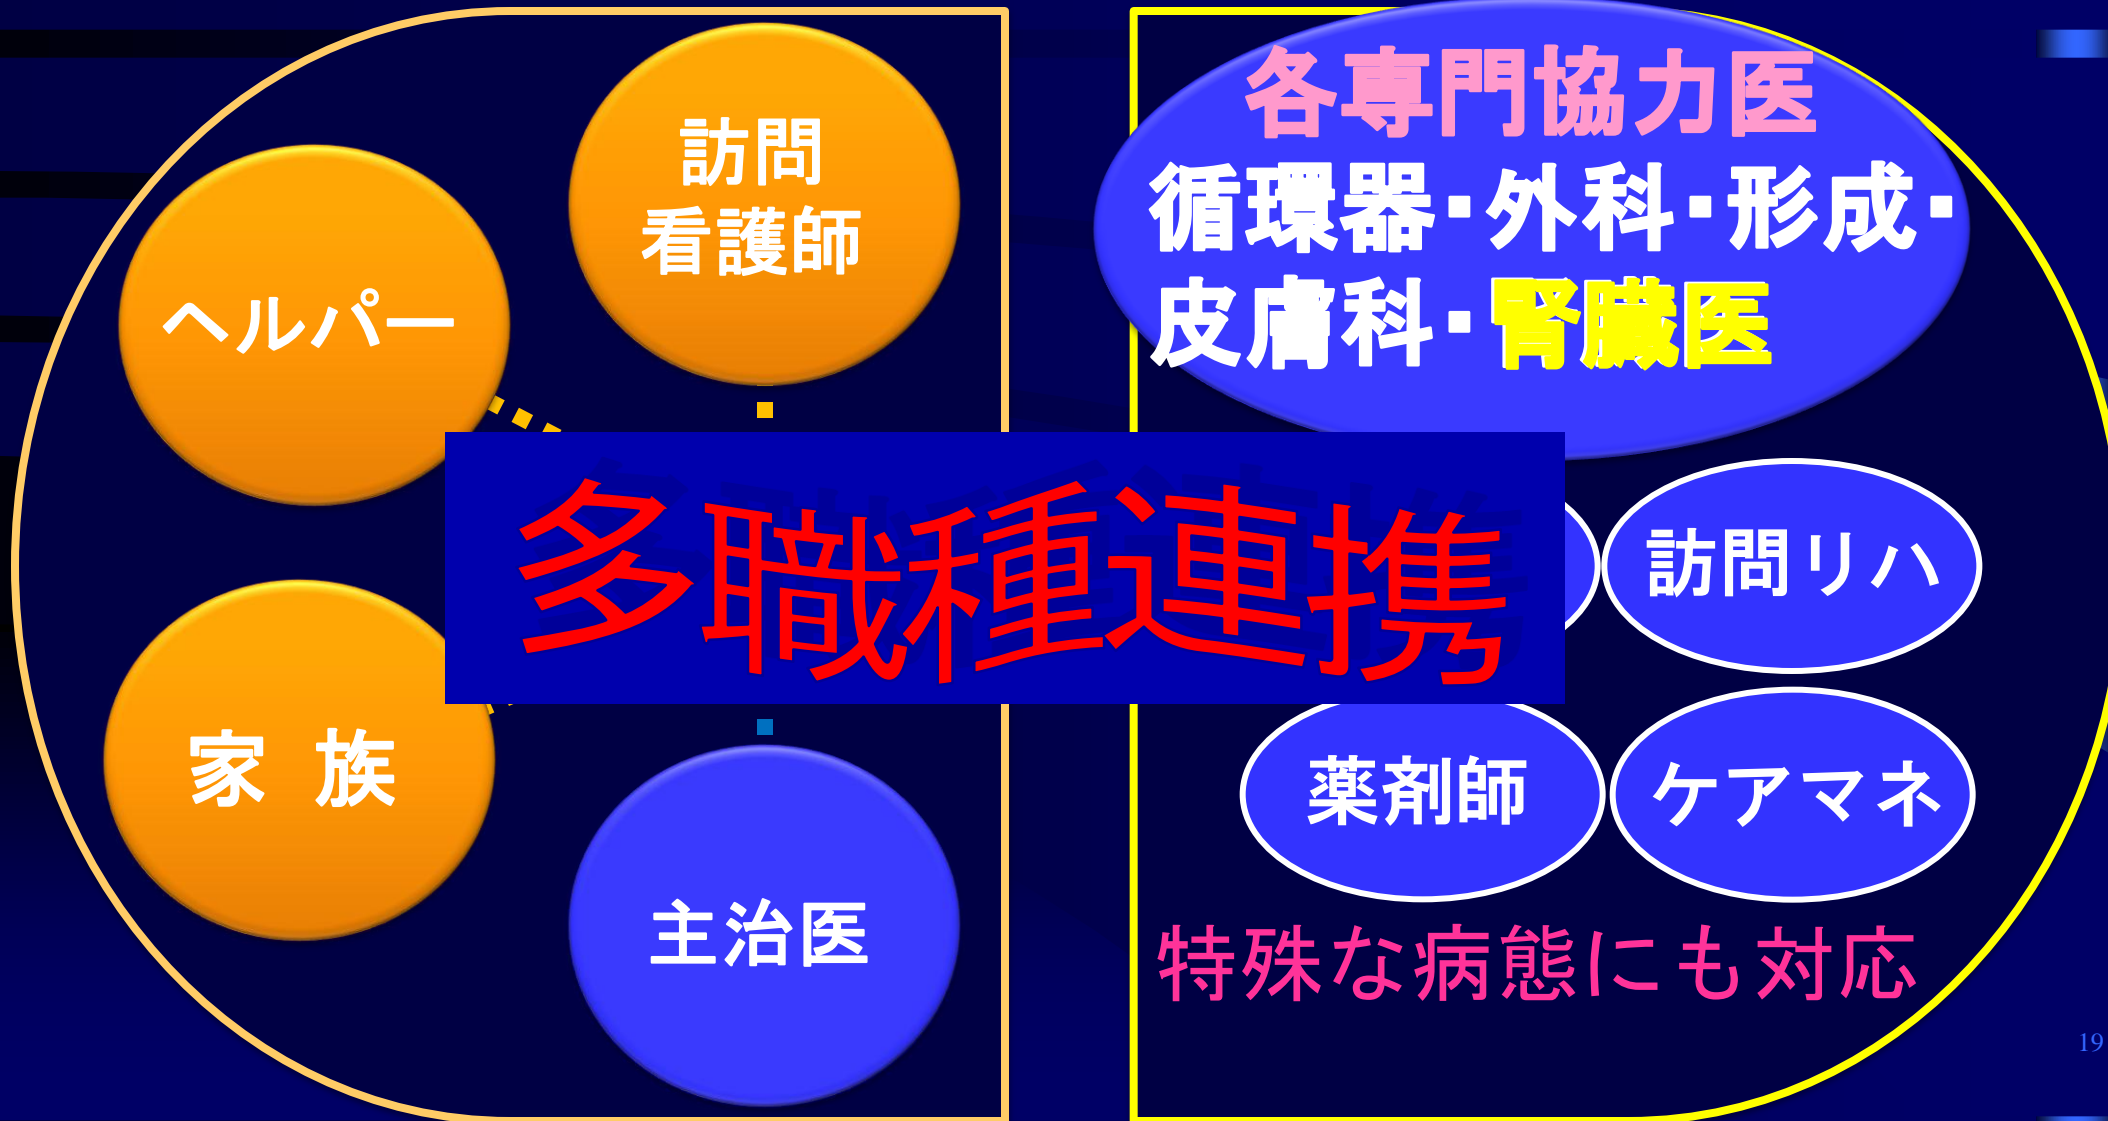 訪問
看護師
ヘルパー
家 族
主治医
多職種連携
各専門協力医
循環器・外科・形成・
皮膚科・腎臓医
訪問リハ
薬剤師
ケアマネ
特殊な病態にも対応
19